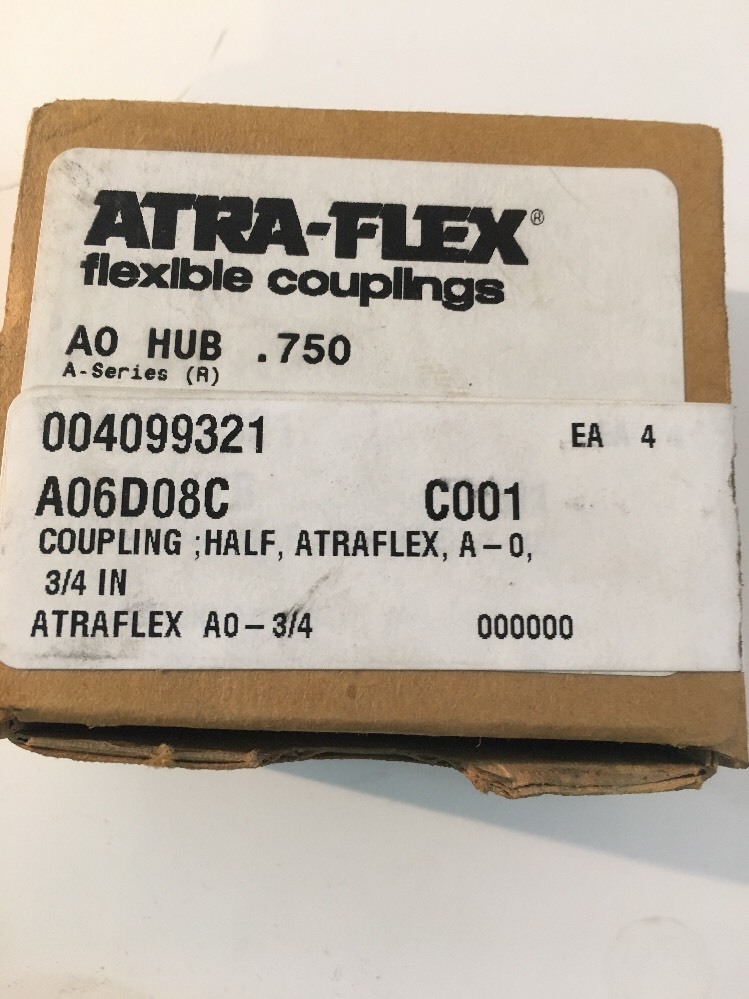 ATRA-FLEX®
flexible couplings
A0 HUB .750
A-Series (R)
004099321 EA 4
A06D08C C001
COUPLING ;HALF, ATRAFLEX, A-0,
3/4 IN
ATRAFLEX A0-3/4 000000